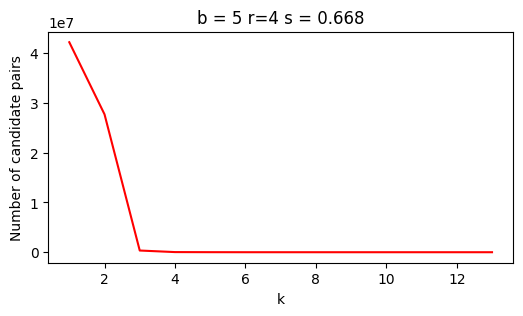 b = 5 r=4 s = 0.668
1e7
Number of candidate pairs
4
3
2
1
0
2 4 6 8 10 12
k